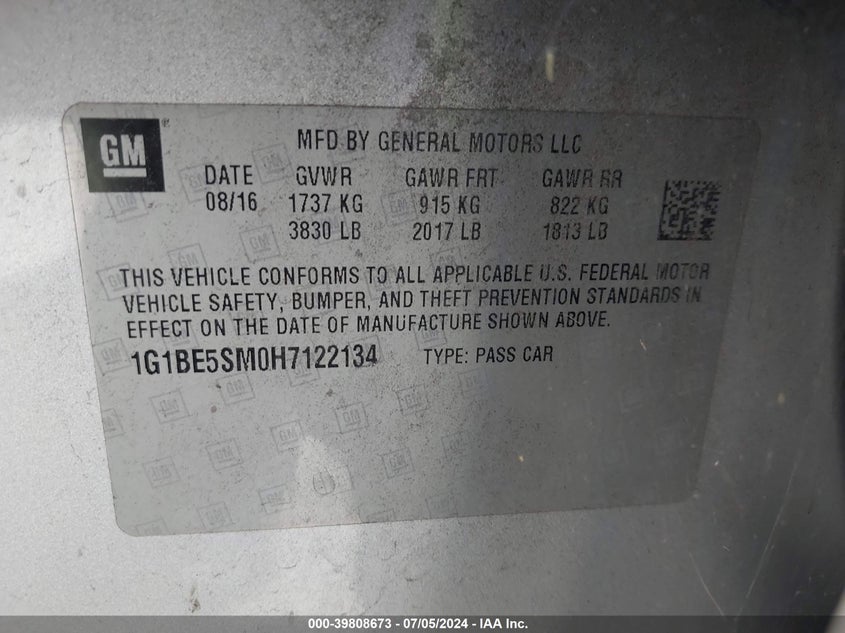 GM®
MFD BY GENERAL MOTORS LLC
DATE GVWR GAWR FRT GAWR RR
08/16 1737 KG 915 KG 822 KG
3830 LB 2017 LB 1813 LB
THIS VEHICLE CONFORMS TO ALL APPLICABLE U.S. FEDERAL MOTOR
VEHICLE SAFETY, BUMPER, AND THEFT PREVENTION STANDARDS IN
EFFECT ON THE DATE OF MANUFACTURE SHOWN ABOVE.
1G1BE5SM0H7122134 TYPE: PASS CAR
000-39808673 - 07/05/2024 - IAA Inc.